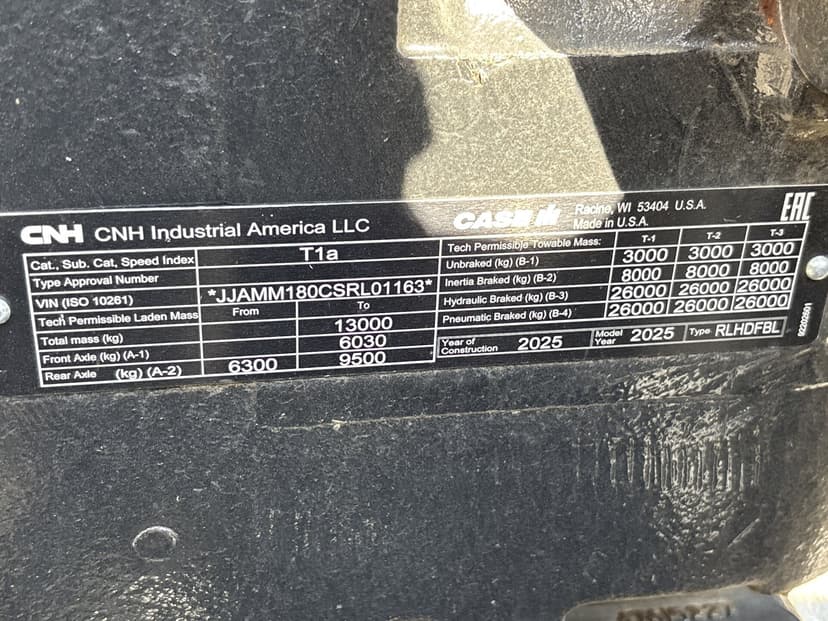 CNH CNH Industrial America LLC
CASE IH Racine, WI 53404 U.S.A.
Made in U.S.A.
EAC
Cat., Sub. Cat, Speed Index T1a
Type Approval Number
VIN (ISO 10261) *JJAMM180CSRL01163*
Tech Permissible Laden Mass From To
Total mass (kg) 13000
Front Axle (kg) (A-1) 6030
Rear Axle (kg) (A-2) 6300 9500
Tech Permissible Towable Mass: T-1 T-2 T-3
Unbraked (kg) (B-1) 3000 3000 3000
Inertia Braked (kg) (B-2) 8000 8000 8000
Hydraulic Braked (kg) (B-3) 26000 26000 26000
Pneumatic Braked (kg) (B-4) 26000 26000 26000
Year of Construction 2025 Model Year 2025 Type RLHDFBL